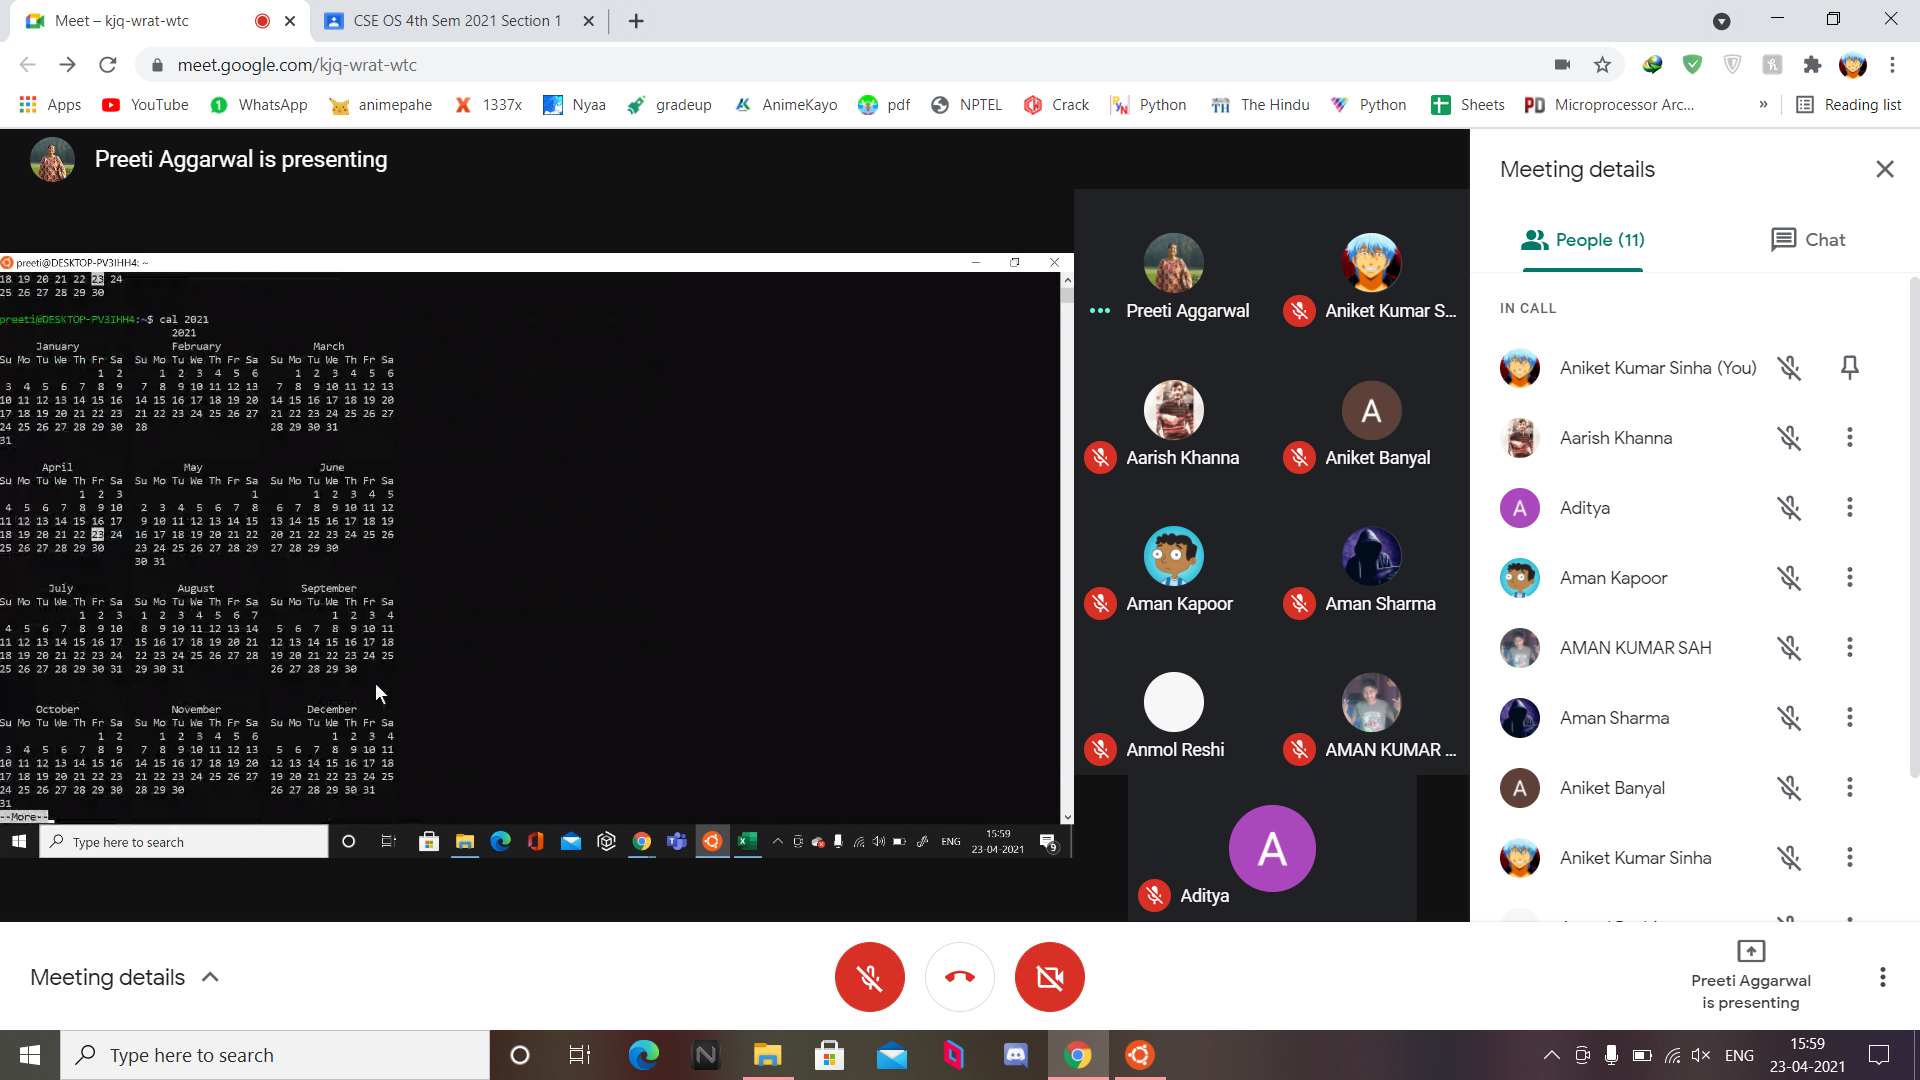 Meet – kjq-wrat-wtc
CSE OS 4th Sem 2021 Section 1
meet.google.com/kjq-wrat-wtc
Apps YouTube WhatsApp animepahe 1337x Nyaa gradeup AnimeKayo pdf NPTEL Crack Python The Hindu Python Sheets Microprocessor Arc... » Reading list
Preeti Aggarwal is presenting
preeti@DESKTOP-PV3IHH4: ~
18 19 20 21 22 23 24
25 26 27 28 29 30
preeti@DESKTOP-PV3IHH4:~$ cal 2021
2021
January February March
Su Mo Tu We Th Fr Sa Su Mo Tu We Th Fr Sa Su Mo Tu We Th Fr Sa
1 2 1 2 3 4 5 6 1 2 3 4 5 6
3 4 5 6 7 8 9 7 8 9 10 11 12 13 7 8 9 10 11 12 13
10 11 12 13 14 15 16 14 15 16 17 18 19 20 14 15 16 17 18 19 20
17 18 19 20 21 22 23 21 22 23 24 25 26 27 21 22 23 24 25 26 27
24 25 26 27 28 29 30 28 28 29 30 31
31
April May June
Su Mo Tu We Th Fr Sa Su Mo Tu We Th Fr Sa Su Mo Tu We Th Fr Sa
1 2 3 1 1 2 3 4 5
4 5 6 7 8 9 10 2 3 4 5 6 7 8 6 7 8 9 10 11 12
11 12 13 14 15 16 17 9 10 11 12 13 14 15 13 14 15 16 17 18 19
18 19 20 21 22 23 24 16 17 18 19 20 21 22 20 21 22 23 24 25 26
25 26 27 28 29 30 23 24 25 26 27 28 29 27 28 29 30
30 31
July August September
Su Mo Tu We Th Fr Sa Su Mo Tu We Th Fr Sa Su Mo Tu We Th Fr Sa
1 2 3 1 2 3 4 5 6 7 1 2 3 4
4 5 6 7 8 9 10 8 9 10 11 12 13 14 5 6 7 8 9 10 11
11 12 13 14 15 16 17 15 16 17 18 19 20 21 12 13 14 15 16 17 18
18 19 20 21 22 23 24 22 23 24 25 26 27 28 19 20 21 22 23 24 25
25 26 27 28 29 30 31 29 30 31 26 27 28 29 30
October November December
Su Mo Tu We Th Fr Sa Su Mo Tu We Th Fr Sa Su Mo Tu We Th Fr Sa
1 2 1 2 3 4 5 6 1 2 3 4
3 4 5 6 7 8 9 7 8 9 10 11 12 13 5 6 7 8 9 10 11
10 11 12 13 14 15 16 14 15 16 17 18 19 20 12 13 14 15 16 17 18
17 18 19 20 21 22 23 21 22 23 24 25 26 27 19 20 21 22 23 24 25
24 25 26 27 28 29 30 28 29 30 26 27 28 29 30 31
31
--More--
Type here to search
ENG
15:59
23-04-2021
9
Preeti Aggarwal
Aniket Kumar S...
Aarish Khanna
A
Aniket Banyal
Aman Kapoor
Aman Sharma
Anmol Reshi
AMAN KUMAR ...
A
Aditya
Meeting details
People (11)
Chat
IN CALL
Aniket Kumar Sinha (You)
Aarish Khanna
A
Aditya
Aman Kapoor
AMAN KUMAR SAH
Aman Sharma
A
Aniket Banyal
Aniket Kumar Sinha
Meeting details
Preeti Aggarwal
is presenting
Type here to search
ENG
15:59
23-04-2021